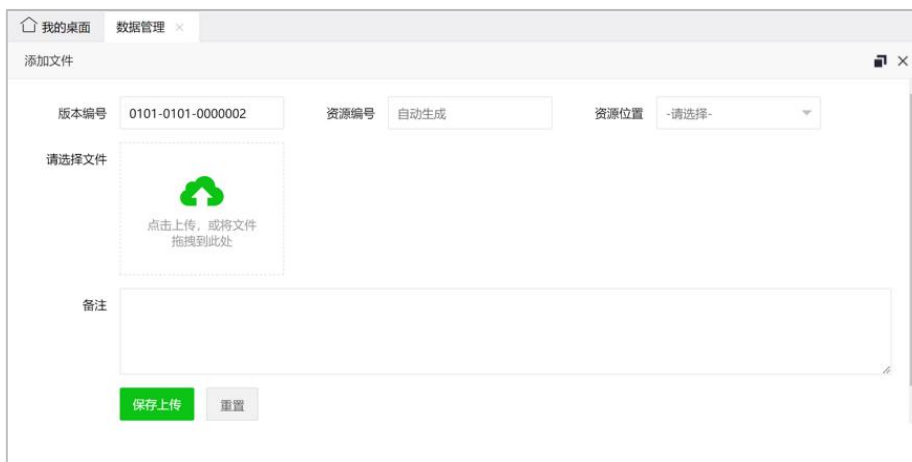 我的桌面 数据管理 ×
添加文件
版本编号 0101-0101-0000002 资源编号 自动生成 资源位置 -请选择-
请选择文件
点击上传，或将文件
拖拽到此处
备注
保存上传 重置